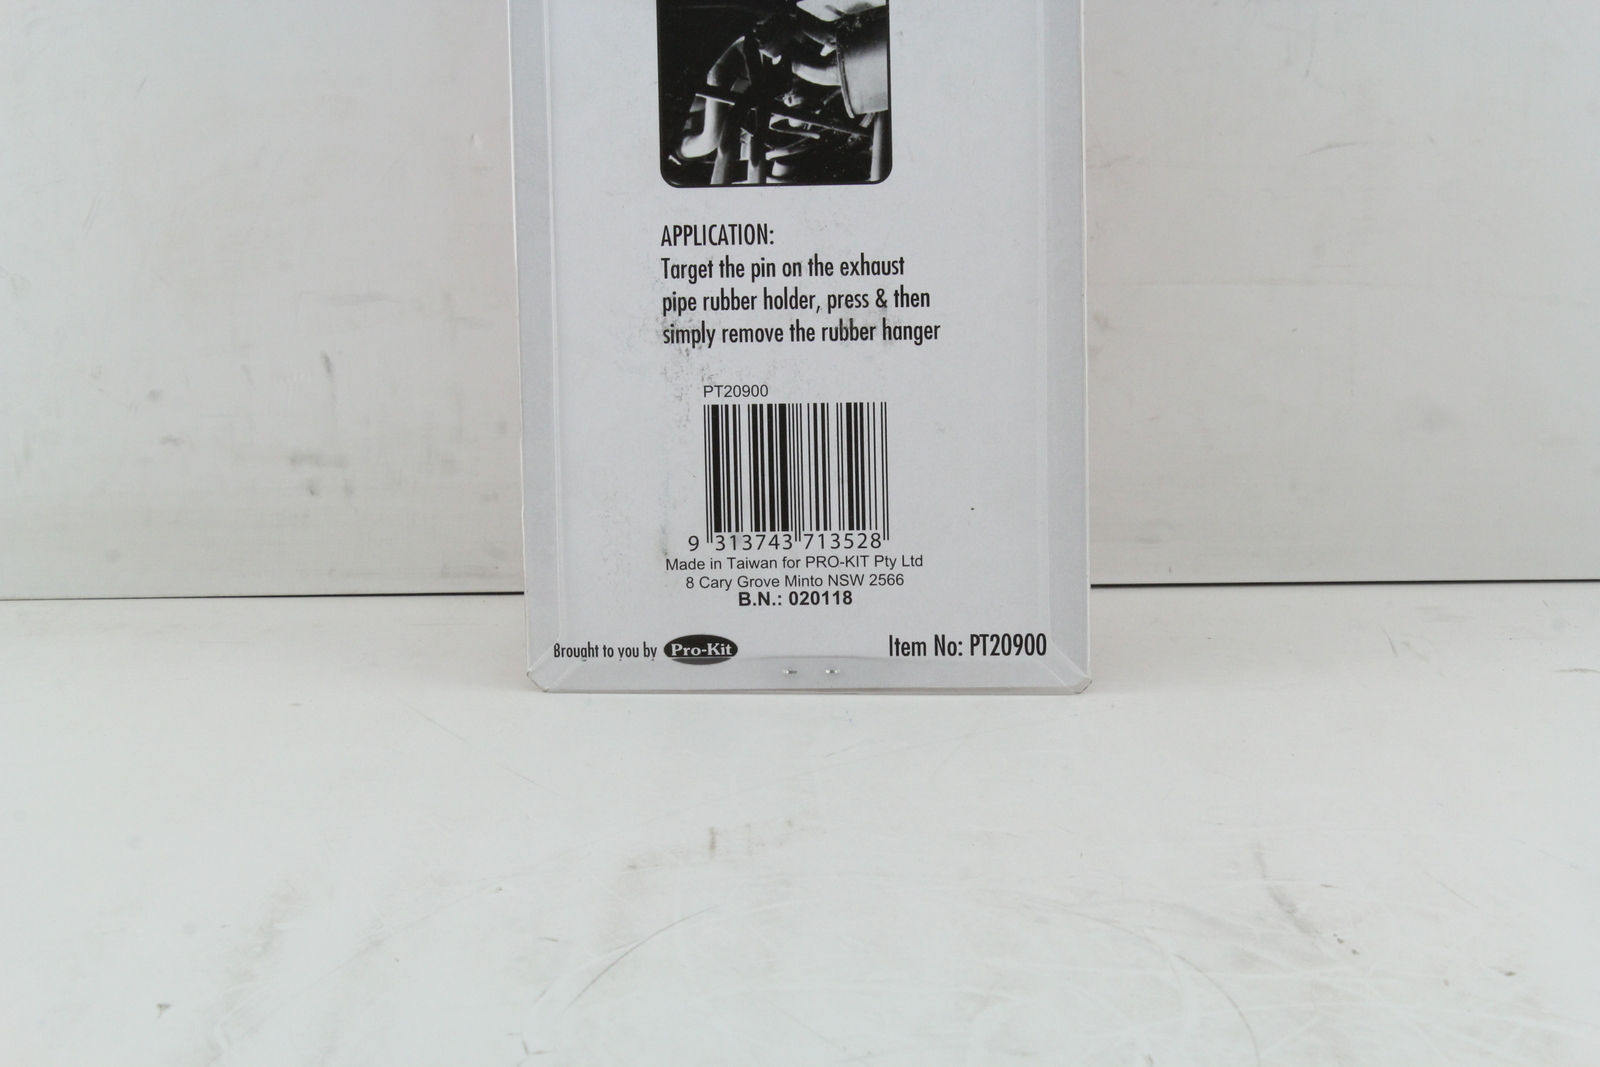 APPLICATION:
Target the pin on the exhaust
pipe rubber holder, press & then
simply remove the rubber hanger
PT20900
9 313743 713528
Made in Taiwan for PRO-KIT Pty Ltd
8 Cary Grove Minto NSW 2566
B.N.: 020118
Brought to you by Pro-Kit
Item No: PT20900